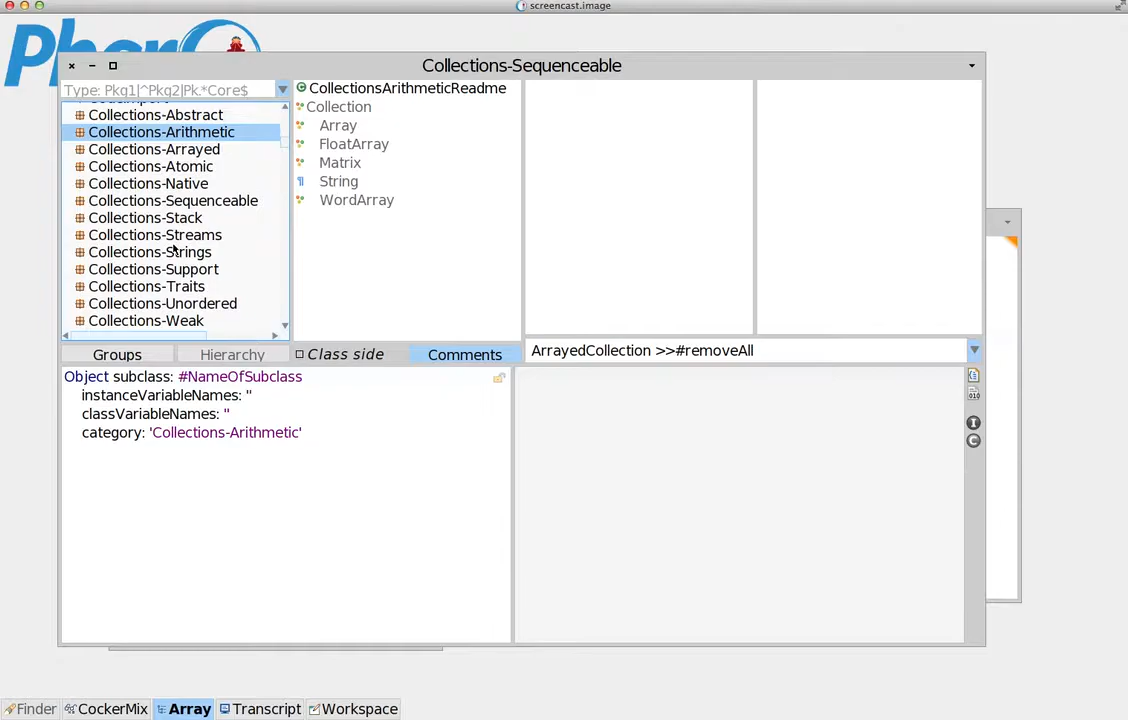 screencast.image
Collections-Sequenceable
Type: Pkg1|^Pkg2|Pk.*Core$
Collections-Abstract
Collections-Arithmetic
Collections-Arrayed
Collections-Atomic
Collections-Native
Collections-Sequenceable
Collections-Stack
Collections-Streams
Collections-Strings
Collections-Support
Collections-Traits
Collections-Unordered
Collections-Weak
CollectionsArithmeticReadme
Collection
Array
FloatArray
Matrix
String
WordArray
Groups
Hierarchy
Class side
Comments
ArrayedCollection >>#removeAll
Object subclass: #NameOfSubclass
instanceVariableNames: ''
classVariableNames: ''
category: 'Collections-Arithmetic'
010
I
C
Finder
CockerMix
Array
Transcript
Workspace